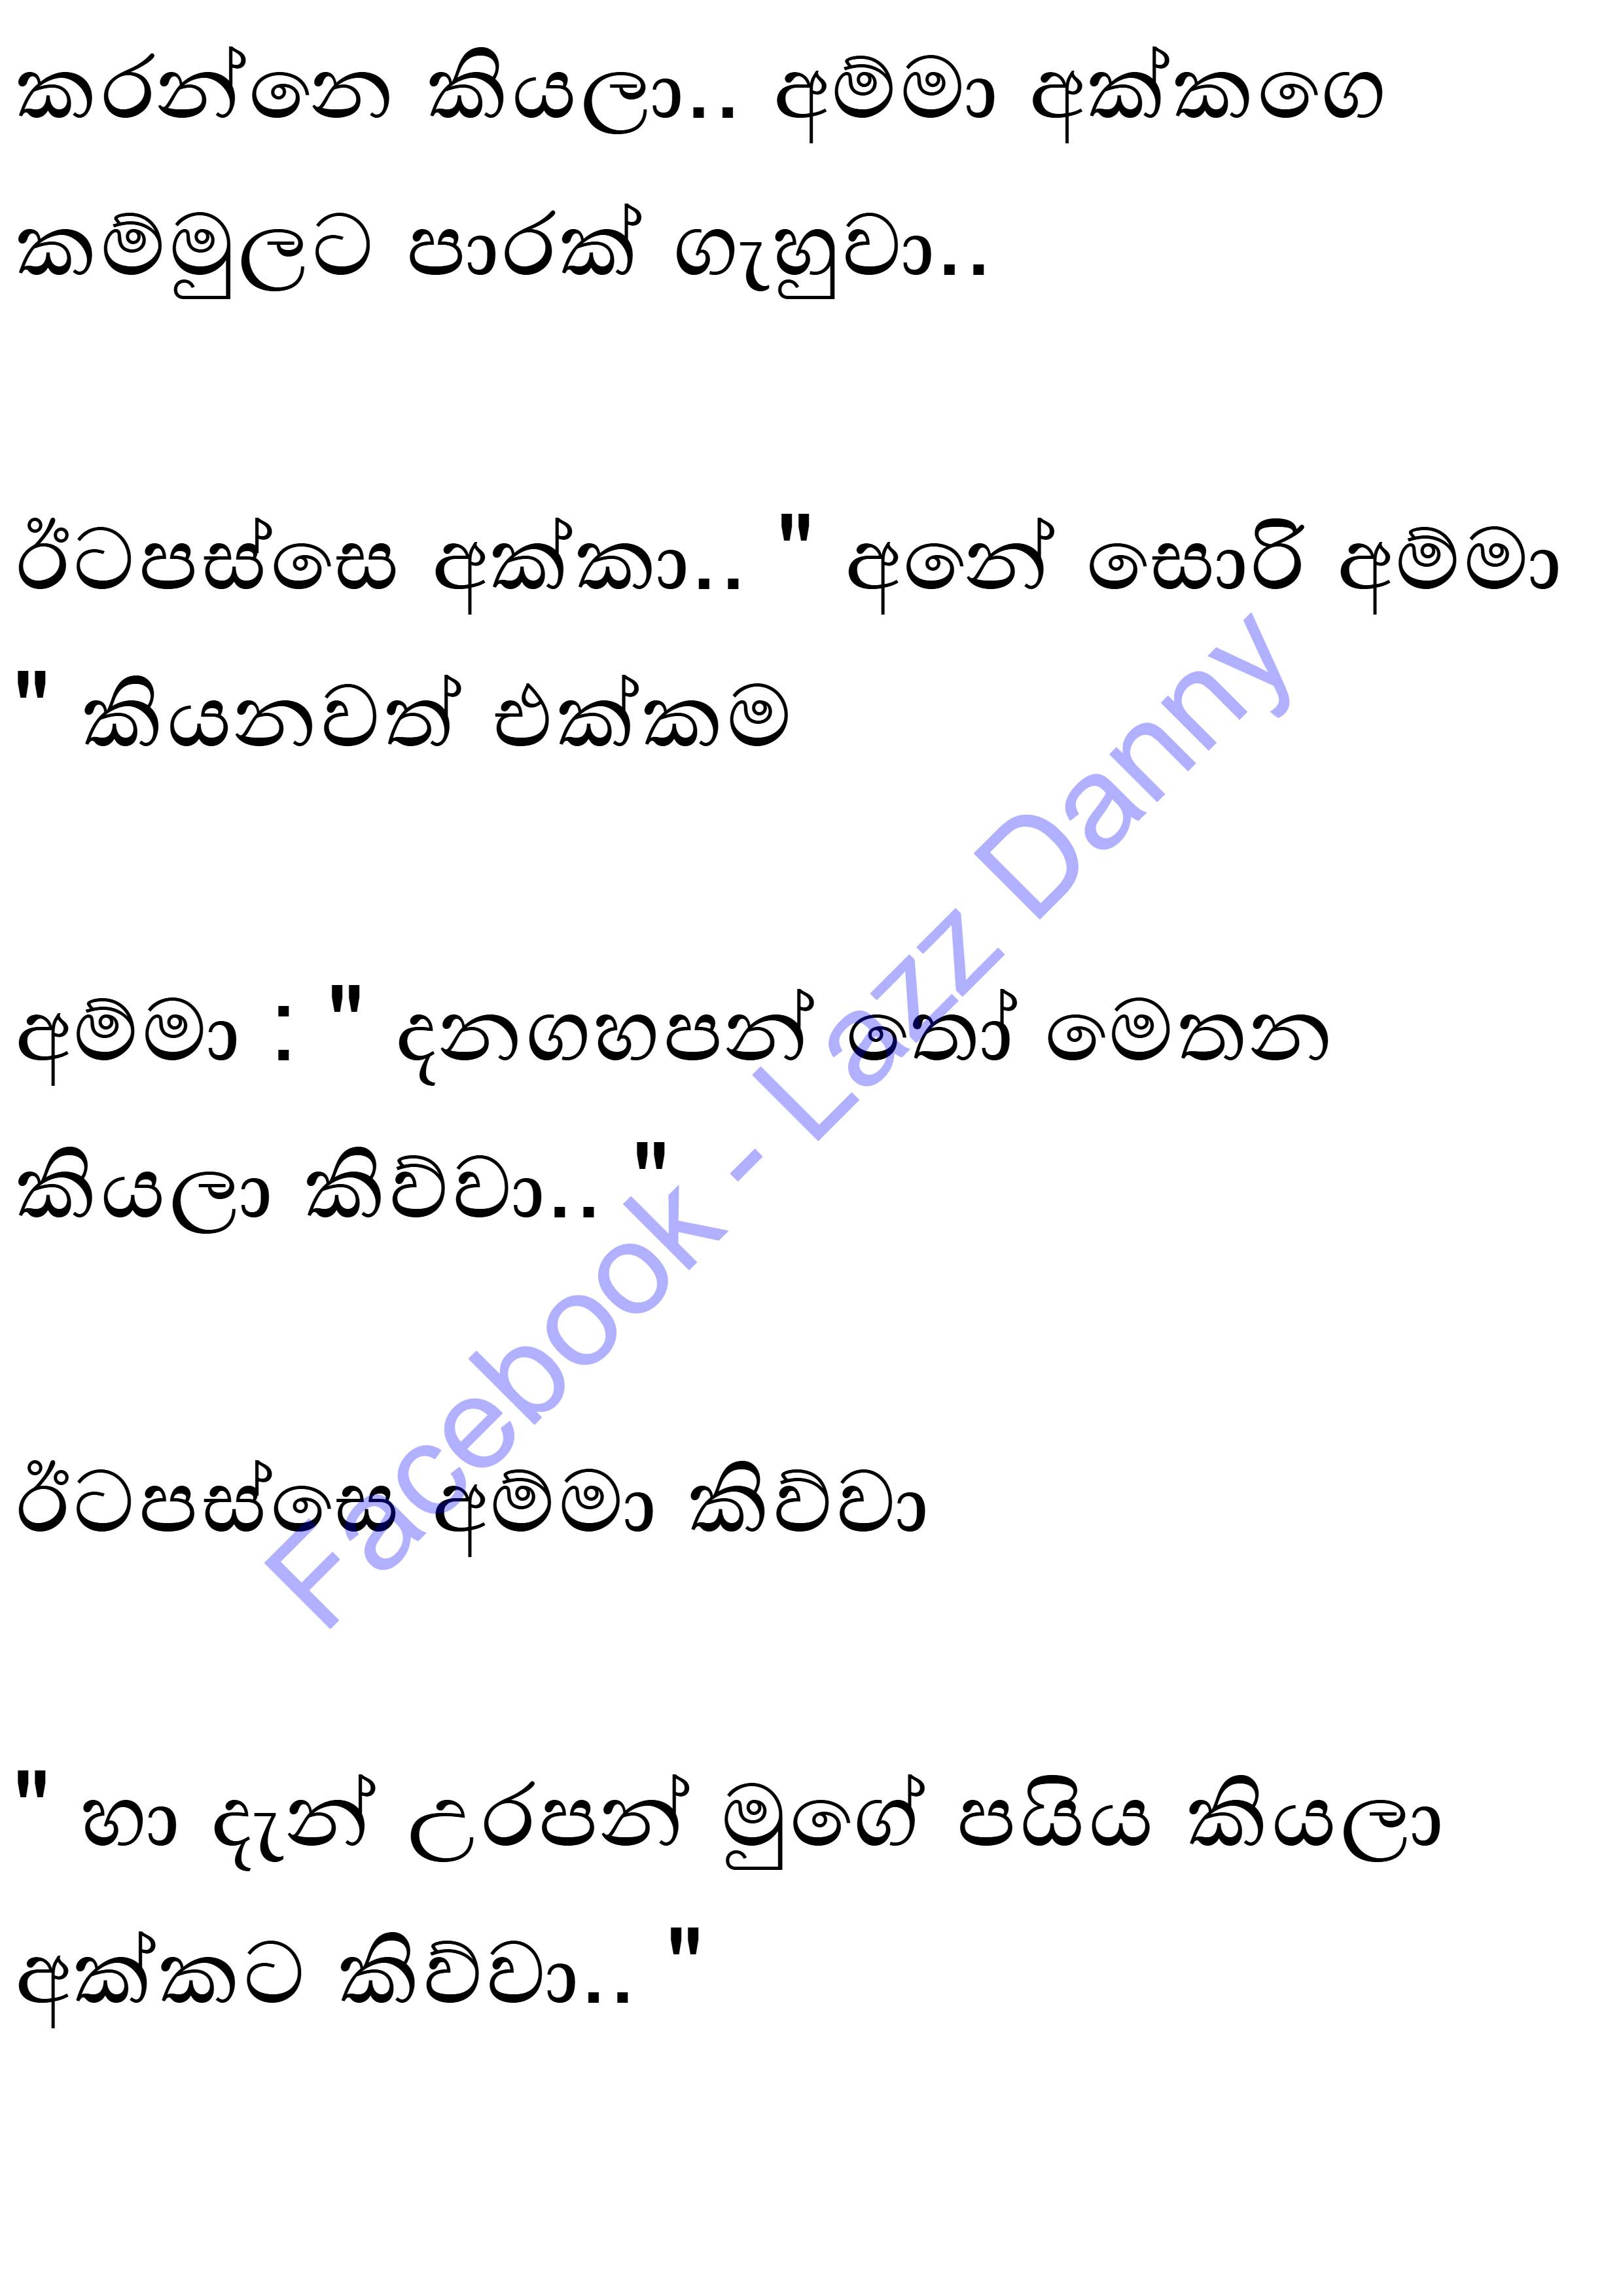 කරන්නෙ කියලා.. අම්මා අක්කගෙ
කම්මුලට පාරක් ගැහුවා..
ඊටපස්සෙ අක්කා.. " අනේ සොරි අම්මා
" කියනවත් එක්කම
අම්මා : " දනගහපන් තෝ මෙතන
කියලා කිව්වා.. "
ඊටපස්සෙ අම්මා කිව්වා
" හා දැන් උරපන් මුගේ පයිය කියලා
අක්කට කිව්වා.. "
Facebook - Lazz Danny